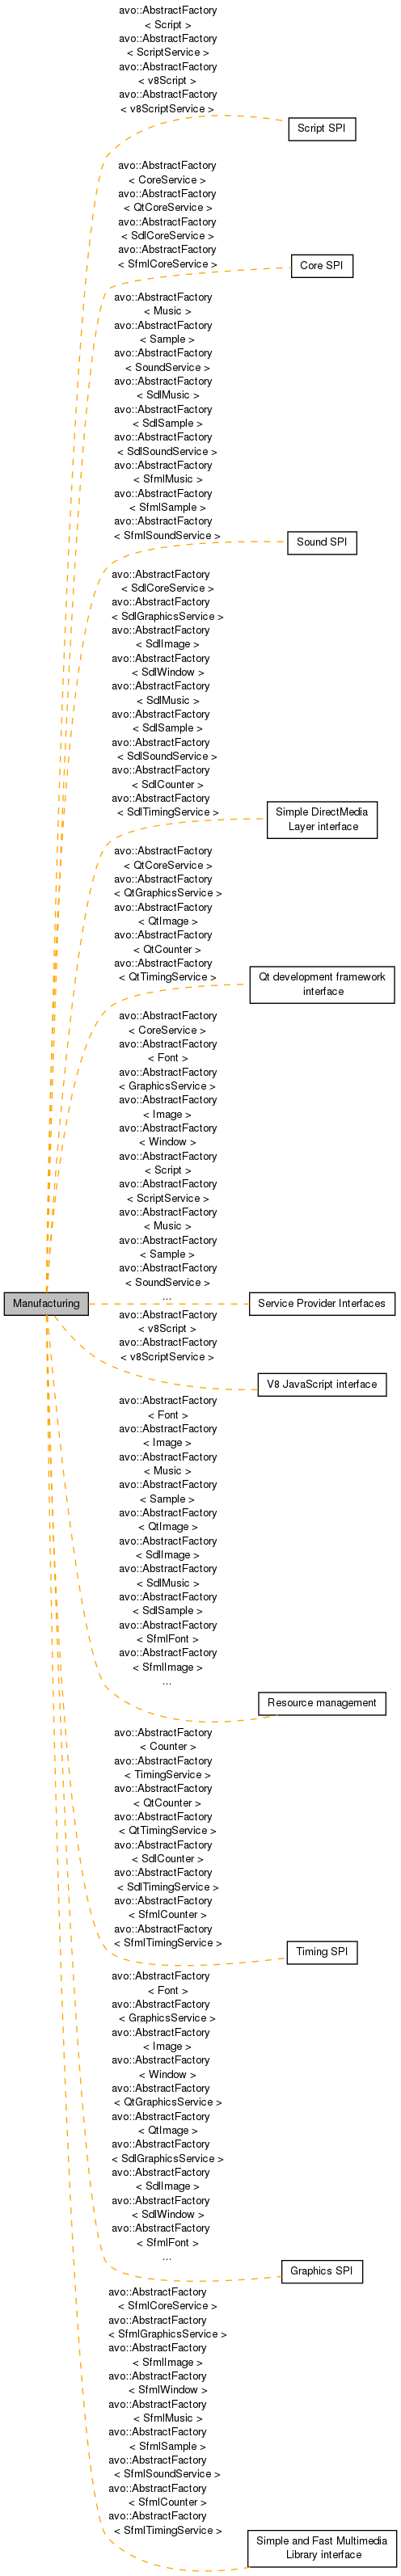 avo::AbstractFactory
< Script >
avo::AbstractFactory
< ScriptService >
avo::AbstractFactory
< v8Script >
avo::AbstractFactory
< v8ScriptService >
Script SPI
avo::AbstractFactory
< CoreService >
avo::AbstractFactory
< QtCoreService >
avo::AbstractFactory
< SdlCoreService >
avo::AbstractFactory
< SfmlCoreService >
Core SPI
avo::AbstractFactory
< Music >
avo::AbstractFactory
< Sample >
avo::AbstractFactory
< SoundService >
avo::AbstractFactory
< SdlMusic >
avo::AbstractFactory
< SdlSample >
avo::AbstractFactory
< SdlSoundService >
avo::AbstractFactory
< SfmlMusic >
avo::AbstractFactory
< SfmlSample >
avo::AbstractFactory
< SfmlSoundService >
Sound SPI
avo::AbstractFactory
< SdlCoreService >
avo::AbstractFactory
< SdlGraphicsService >
avo::AbstractFactory
< SdlImage >
avo::AbstractFactory
< SdlWindow >
avo::AbstractFactory
< SdlMusic >
avo::AbstractFactory
< SdlSample >
avo::AbstractFactory
< SdlSoundService >
avo::AbstractFactory
< SdlCounter >
avo::AbstractFactory
< SdlTimingService >
Simple DirectMedia
Layer interface
avo::AbstractFactory
< QtCoreService >
avo::AbstractFactory
< QtGraphicsService >
avo::AbstractFactory
< QtImage >
avo::AbstractFactory
< QtCounter >
avo::AbstractFactory
< QtTimingService >
Qt development framework
interface
avo::AbstractFactory
< CoreService >
avo::AbstractFactory
< Font >
avo::AbstractFactory
< GraphicsService >
avo::AbstractFactory
< Image >
avo::AbstractFactory
< Window >
avo::AbstractFactory
< Script >
avo::AbstractFactory
< ScriptService >
avo::AbstractFactory
< Music >
avo::AbstractFactory
< Sample >
avo::AbstractFactory
< SoundService >
...
Manufacturing
Service Provider Interfaces
avo::AbstractFactory
< v8Script >
avo::AbstractFactory
< v8ScriptService >
V8 JavaScript interface
avo::AbstractFactory
< Font >
avo::AbstractFactory
< Image >
avo::AbstractFactory
< Music >
avo::AbstractFactory
< Sample >
avo::AbstractFactory
< QtImage >
avo::AbstractFactory
< SdlImage >
avo::AbstractFactory
< SdlMusic >
avo::AbstractFactory
< SdlSample >
avo::AbstractFactory
< SfmlFont >
avo::AbstractFactory
< SfmlImage >
...
Resource management
avo::AbstractFactory
< Counter >
avo::AbstractFactory
< TimingService >
avo::AbstractFactory
< QtCounter >
avo::AbstractFactory
< QtTimingService >
avo::AbstractFactory
< SdlCounter >
avo::AbstractFactory
< SdlTimingService >
avo::AbstractFactory
< SfmlCounter >
avo::AbstractFactory
< SfmlTimingService >
Timing SPI
avo::AbstractFactory
< Font >
avo::AbstractFactory
< GraphicsService >
avo::AbstractFactory
< Image >
avo::AbstractFactory
< Window >
avo::AbstractFactory
< QtGraphicsService >
avo::AbstractFactory
< QtImage >
avo::AbstractFactory
< SdlGraphicsService >
avo::AbstractFactory
< SdlImage >
avo::AbstractFactory
< SdlWindow >
avo::AbstractFactory
< SfmlFont >
...
Graphics SPI
avo::AbstractFactory
< SfmlCoreService >
avo::AbstractFactory
< SfmlGraphicsService >
avo::AbstractFactory
< SfmlImage >
avo::AbstractFactory
< SfmlWindow >
avo::AbstractFactory
< SfmlMusic >
avo::AbstractFactory
< SfmlSample >
avo::AbstractFactory
< SfmlSoundService >
avo::AbstractFactory
< SfmlCounter >
avo::AbstractFactory
< SfmlTimingService >
Simple and Fast Multimedia
Library interface